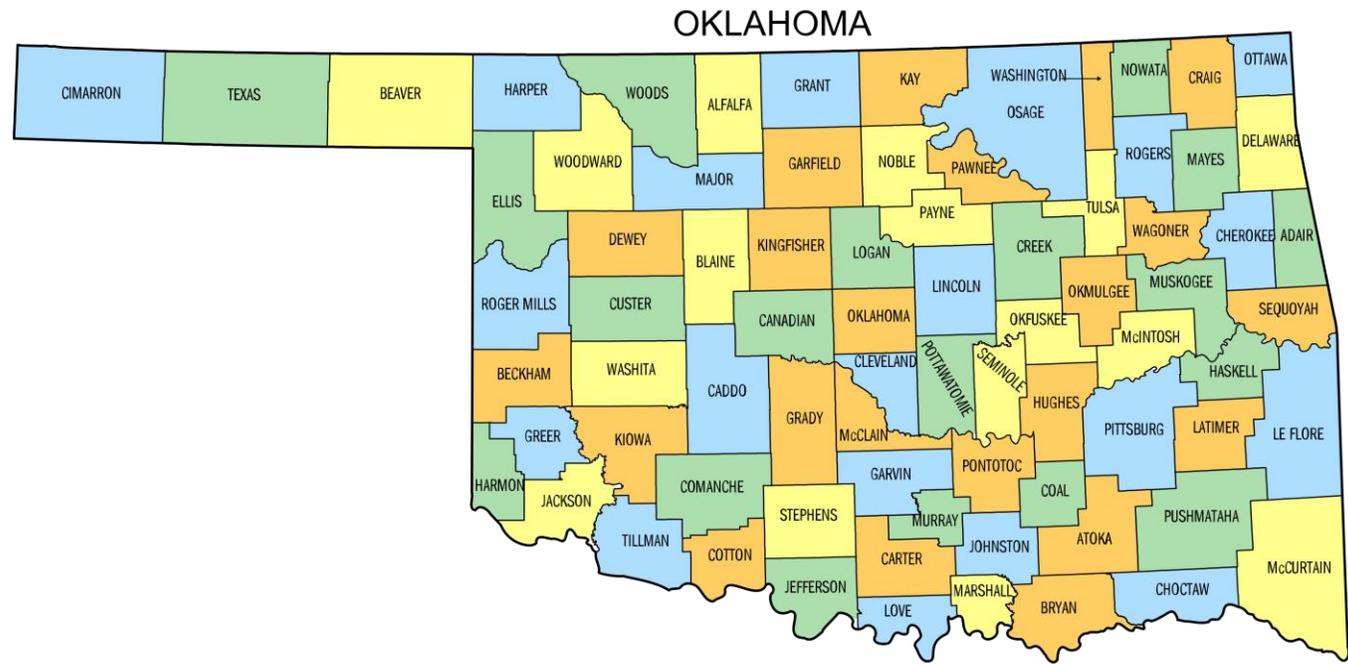 OKLAHOMA
CIMARRON
TEXAS
BEAVER
HARPER
WOODS
ALFALFA
GRANT
KAY
WASHINGTON
OSAGE
NOWATA
CRAIG
OTTAWA
WOODWARD
MAJOR
GARFIELD
NOBLE
PAWNEE
ROGERS
MAYES
DELAWARE
ELLIS
DEWEY
BLAINE
KINGFISHER
LOGAN
PAYNE
CREEK
TULSA
WAGONER
CHEROKEE
ADAIR
ROGER MILLS
CUSTER
CANADIAN
OKLAHOMA
LINCOLN
OKFUSKEE
OKMULGEE
MUSKOGEE
McINTOSH
SEQUOYAH
BECKHAM
WASHITA
CADDO
GRADY
CLEVELAND
McCLAIN
POTTAWATOMIE
SEMINOLE
HUGHES
PITTSBURG
HASKELL
LATIMER
LE FLORE
GREER
KIOWA
HARMON
JACKSON
COMANCHE
STEPHENS
GARVIN
PONTOTOC
COAL
MURRAY
TILLMAN
COTTON
JEFFERSON
CARTER
JOHNSTON
ATOKA
PUSHMATAHA
McCURTAIN
LOVE
MARSHALL
BRYAN
CHOCTAW